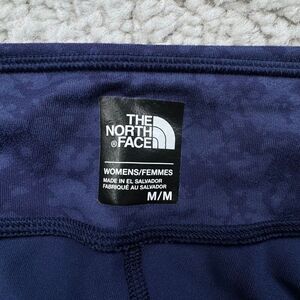 THE
NORTH
®FACE
WOMENS/FEMMES
MADE IN EL SALVADOR
FABRIQUÉ AU SALVADOR
M/M